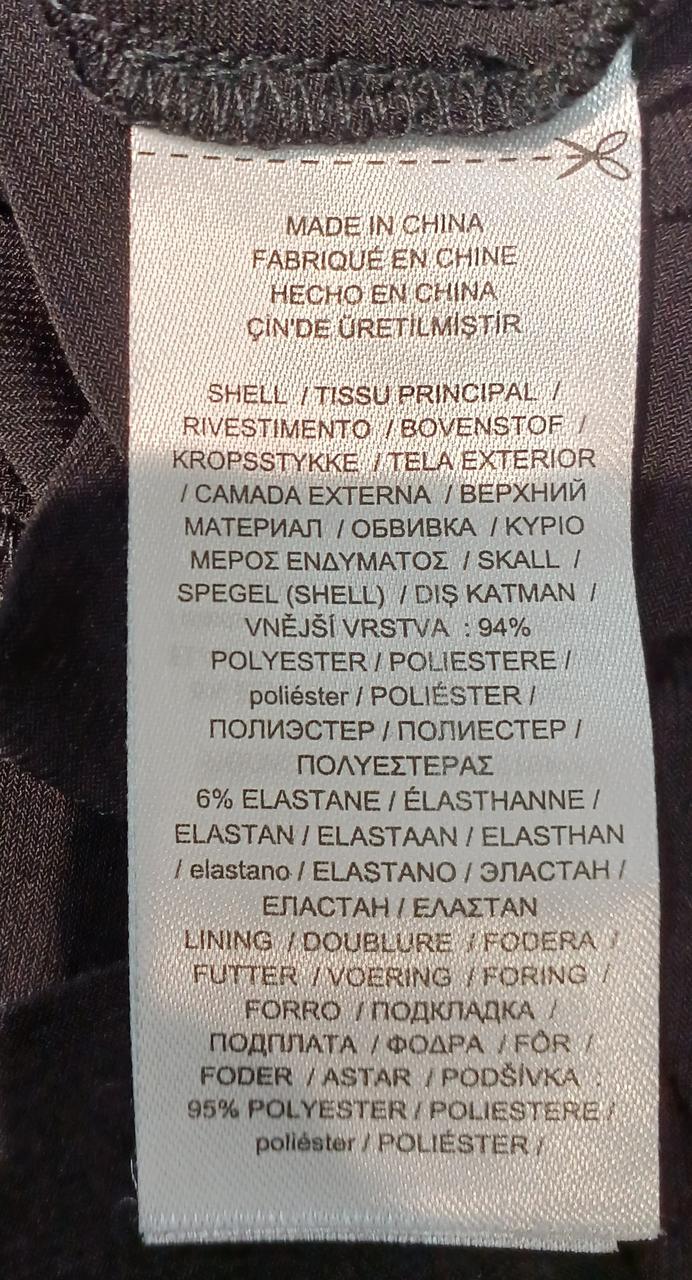 MADE IN CHINA
FABRIQUÉ EN CHINE
HECHO EN CHINA
ÇİN'DE ÜRETİLMİŞTİR
SHELL / TISSU PRINCIPAL /
RIVESTIMENTO / BOVENSTOF /
KROPSSTYKKE / TELA EXTERIOR
/ CAMADA EXTERNA / ВЕРХНИЙ
МАТЕРИАЛ / ОБВИВКА / ΚΥΡΙΟ
ΜΕΡΟΣ ΕΝΔΥΜΑΤΟΣ / SKALL /
SPEGEL (SHELL) / DIŞ KATMAN /
VNĚJŠÍ VRSTVA : 94%
POLYESTER / POLIESTERE /
poliéster / POLIÉSTER /
ПОЛИЭСТЕР / ПОЛИЕСТЕР /
ΠΟΛΥΕΣΤΕΡΑΣ
6% ELASTANE / ÉLASTHANNE /
ELASTAN / ELASTAAN / ELASTHAN
/ elastano / ELASTANO / ЭЛАСТАН /
ЕЛАСТАН / ΕΛΑΣΤΑΝ
LINING / DOUBLURE / FODERA /
FUTTER / VOERING / FORING /
FORRO / ПОДКЛАДКА /
ПОДПЛАТА / ΦΟΔΡΑ / FÔR /
FODER / ASTAR / PODŠÍVKA :
95% POLYESTER / POLIESTERE /
poliéster / POLIÉSTER /